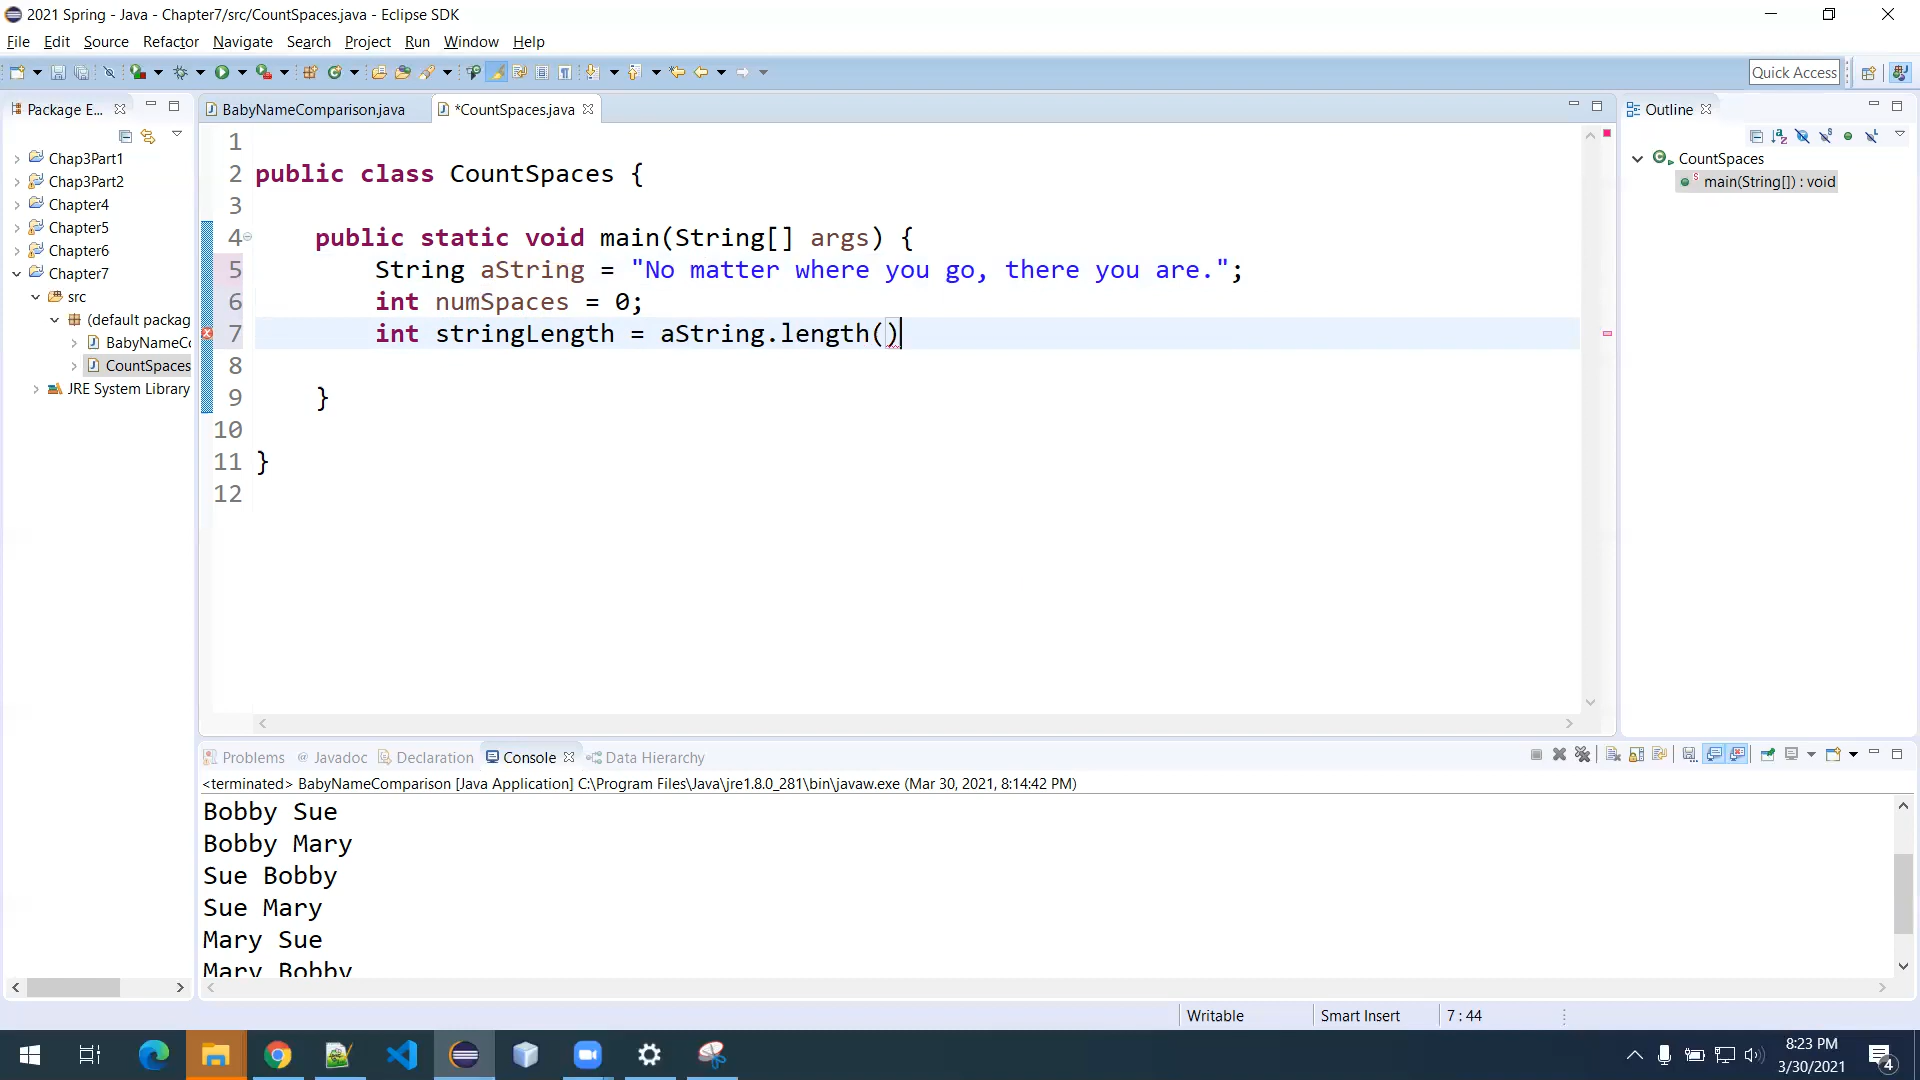 2021 Spring - Java - Chapter7/src/CountSpaces.java - Eclipse SDK
File Edit Source Refactor Navigate Search Project Run Window Help
Quick Access
Package E...
BabyNameComparison.java
*CountSpaces.java
Outline
Chap3Part1
Chap3Part2
Chapter4
Chapter5
Chapter6
Chapter7
src
(default packag
BabyNameCo
CountSpaces
JRE System Library
1
2 public class CountSpaces {
3
4 public static void main(String[] args) {
5 String aString = "No matter where you go, there you are.";
6 int numSpaces = 0;
7 int stringLength = aString.length()
8
9 }
10
11 }
12
CountSpaces
main(String[]) : void
Problems @ Javadoc Declaration Console Data Hierarchy
<terminated> BabyNameComparison [Java Application] C:\Program Files\Java\jre1.8.0_281\bin\javaw.exe (Mar 30, 2021, 8:14:42 PM)
Bobby Sue
Bobby Mary
Sue Bobby
Sue Mary
Mary Sue
Mary Bobby
Writable Smart Insert 7 : 44
8:23 PM
3/30/2021
4